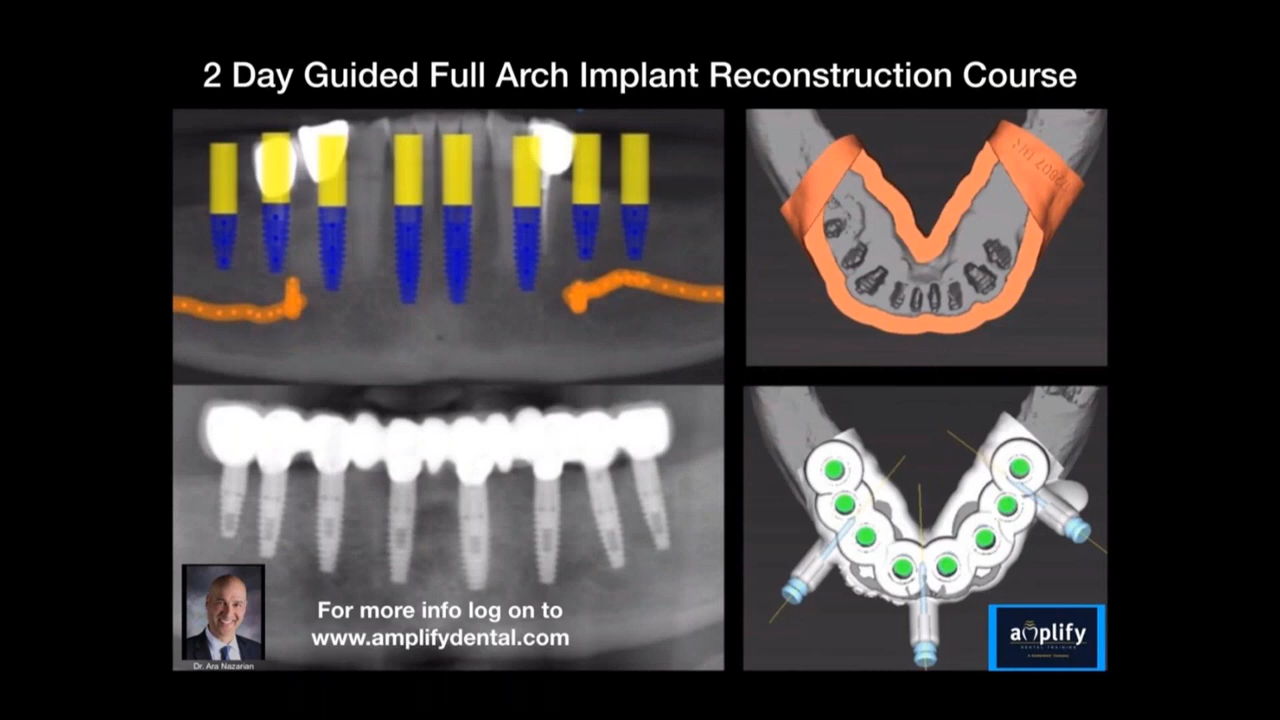 2 Day Guided Full Arch Implant Reconstruction Course
For more info log on to
www.amplifydental.com
Dr. Ara Nazarian
amplify
DENTAL TRAINING